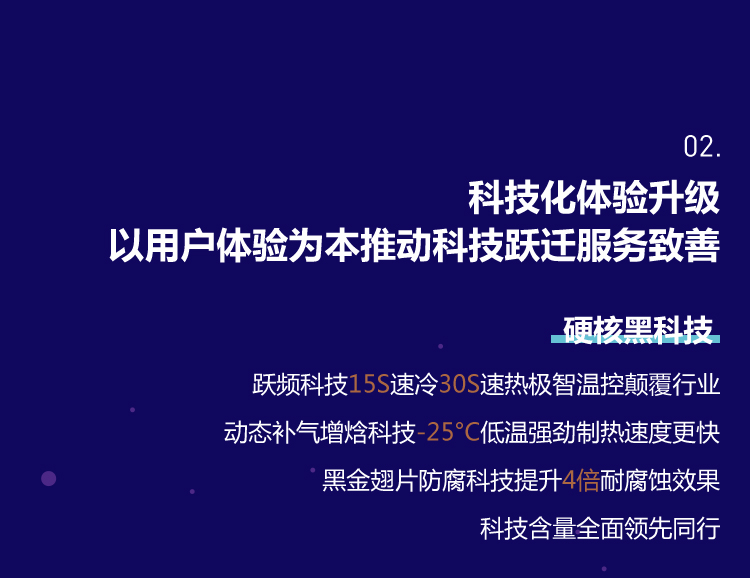 02.
科技化体验升级
以用户体验为本推动科技跃迁服务致善
硬核黑科技
跃频科技15S速冷30S速热极智温控颠覆行业
动态补气增焓科技-25℃低温强劲制热速度更快
黑金翅片防腐科技提升4倍耐腐蚀效果
科技含量全面领先同行